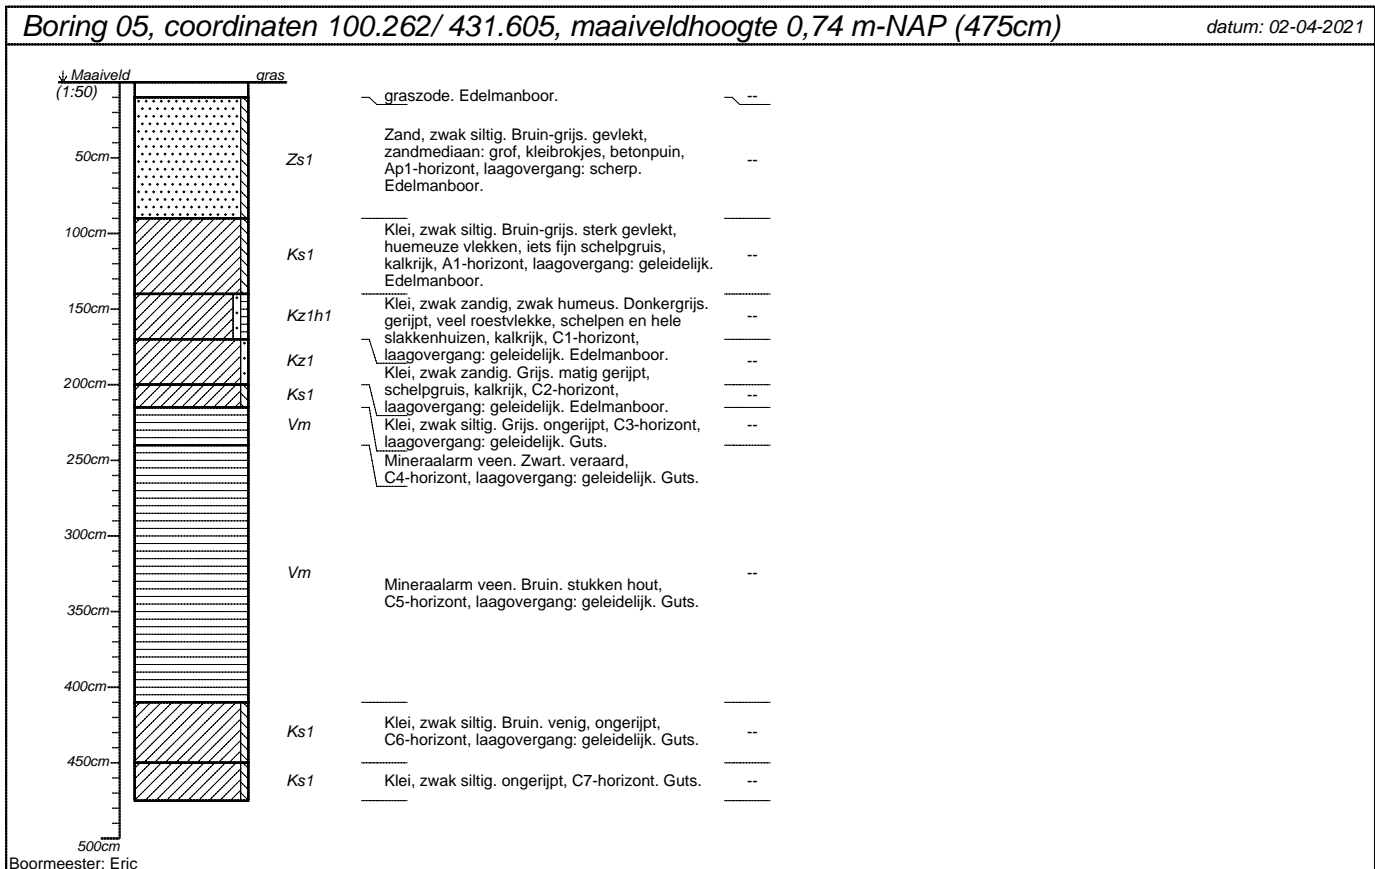 Boring 05, coordinaten 100.262/ 431.605, maaiveldhoogte 0,74 m-NAP (475cm)
datum: 02-04-2021
Maaiveld
gras
(1:50)
graszode. Edelmanboor.
--
50cm
Zs1
Zand, zwak siltig. Bruin-grijs. gevlekt,
zandmediaan: grof, kleibrokjes, betonpuin,
Ap1-horizont, laagovergang: scherp.
Edelmanboor.
--
100cm
Ks1
Klei, zwak siltig. Bruin-grijs. sterk gevlekt,
huemeuze vlekken, iets fijn schelpgruis,
kalkrijk, A1-horizont, laagovergang: geleidelijk.
Edelmanboor.
--
150cm
Kz1h1
Klei, zwak zandig, zwak humeus. Donkergrijs.
gerijpt, veel roestvlekke, schelpen en hele
slakkenhuizen, kalkrijk, C1-horizont,
laagovergang: geleidelijk. Edelmanboor.
--
Kz1
Klei, zwak zandig. Grijs. matig gerijpt,
schelpgruis, kalkrijk, C2-horizont,
laagovergang: geleidelijk. Edelmanboor.
--
200cm
Ks1
Klei, zwak siltig. Grijs. ongerijpt, C3-horizont,
laagovergang: geleidelijk. Guts.
--
Vm
Mineraalarm veen. Zwart. veraard,
C4-horizont, laagovergang: geleidelijk. Guts.
--
250cm
300cm
Vm
Mineraalarm veen. Bruin. stukken hout,
C5-horizont, laagovergang: geleidelijk. Guts.
--
350cm
400cm
Ks1
Klei, zwak siltig. Bruin. venig, ongerijpt,
C6-horizont, laagovergang: geleidelijk. Guts.
--
450cm
Ks1
Klei, zwak siltig. ongerijpt, C7-horizont. Guts.
--
500cm
Boormeester: Eric